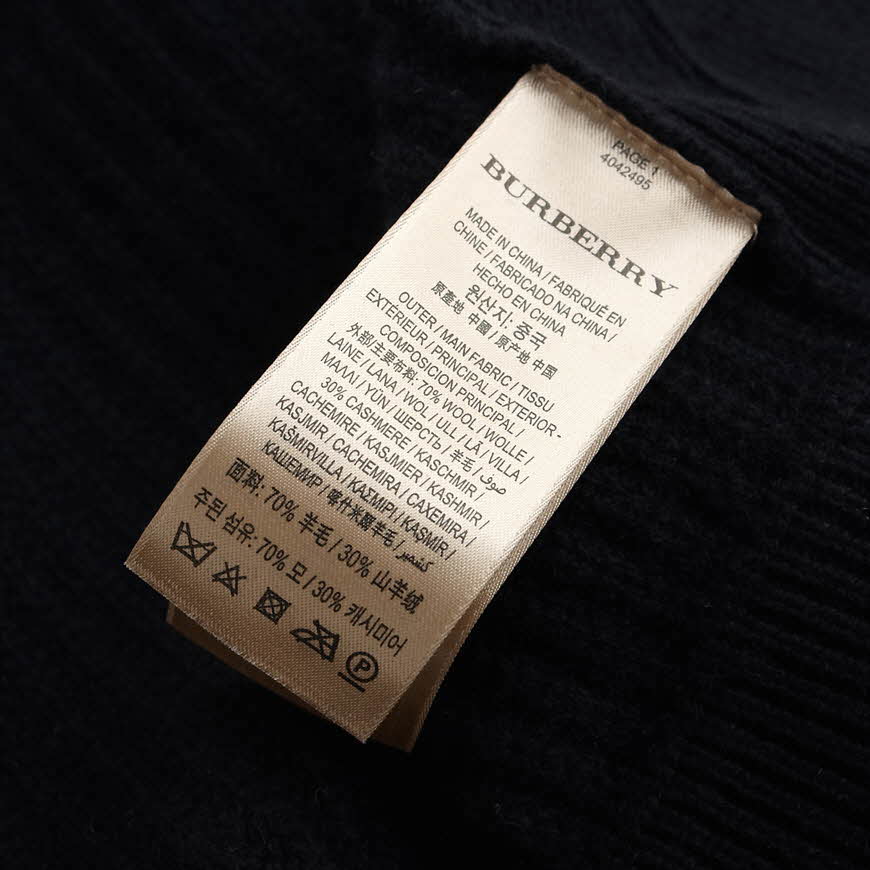 PAGE 1
4042495
BURBERRY
MADE IN CHINA / FABRIQUÉ EN
CHINE / FABRICADO NA CHINA /
HECHO EN CHINA
원산지: 중국
原產地 中國 / 原产地 中國
OUTER / MAIN FABRIC / TISSU
EXTÉRIEUR / PRINCIPAL / EXTERIOR -
COMPOSICION PRINCIPAL /
外部/主要布料: 70% WOOL / WOLLE /
LAINE / LANA / WOL / ULL / LÃ / VILLA /
ΜΑΛΛΙ / YÜN / ШЕРСТЬ / 羊毛 / صوف /
30% CASHMERE / KASCHMIR /
CACHEMIRE / KASJMIER / KASHMIR /
KAŠMIR / CACHEMIRA / CAXEMIRA /
KAŠMIRVILLA / ΚΑΣΜΙΡΙ / KAŞMİR /
КАШЕМИР / 喀什米爾羊毛 / كشمير
面料: 70% 羊毛 / 30% 山羊绒
주된 섬유: 70% 모 / 30% 캐시미어
P